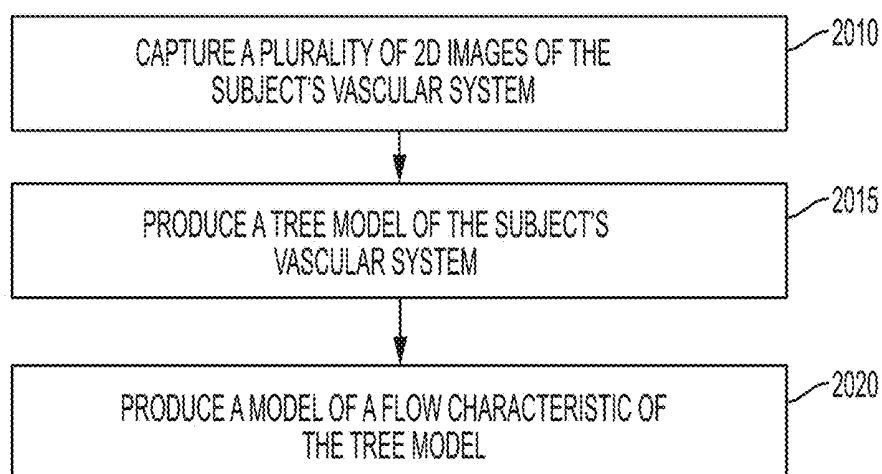 CAPTURE A PLURALITY OF 2D IMAGES OF THE
SUBJECT'S VASCULAR SYSTEM
2010
PRODUCE A TREE MODEL OF THE SUBJECT'S
VASCULAR SYSTEM
2015
PRODUCE A MODEL OF A FLOW CHARACTERISTIC OF
THE TREE MODEL
2020